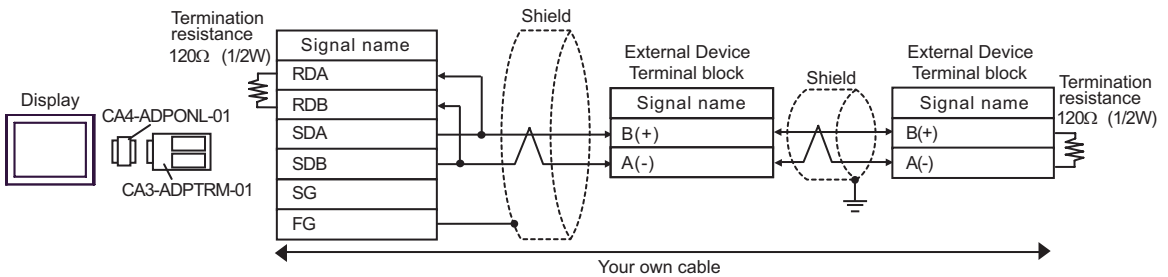 Display
CA4-ADPONL-01
CA3-ADPTRM-01
Termination
resistance
120Ω (1/2W)
Signal name
RDA
RDB
SDA
SDB
SG
FG
Shield
External Device
Terminal block
Signal name
B(+)
A(-)
Shield
External Device
Terminal block
Signal name
B(+)
A(-)
Termination
resistance
120Ω (1/2W)
Your own cable